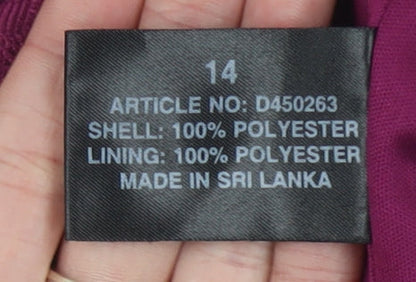 14
ARTICLE NO: D450263
SHELL: 100% POLYESTER
LINING: 100% POLYESTER
MADE IN SRI LANKA